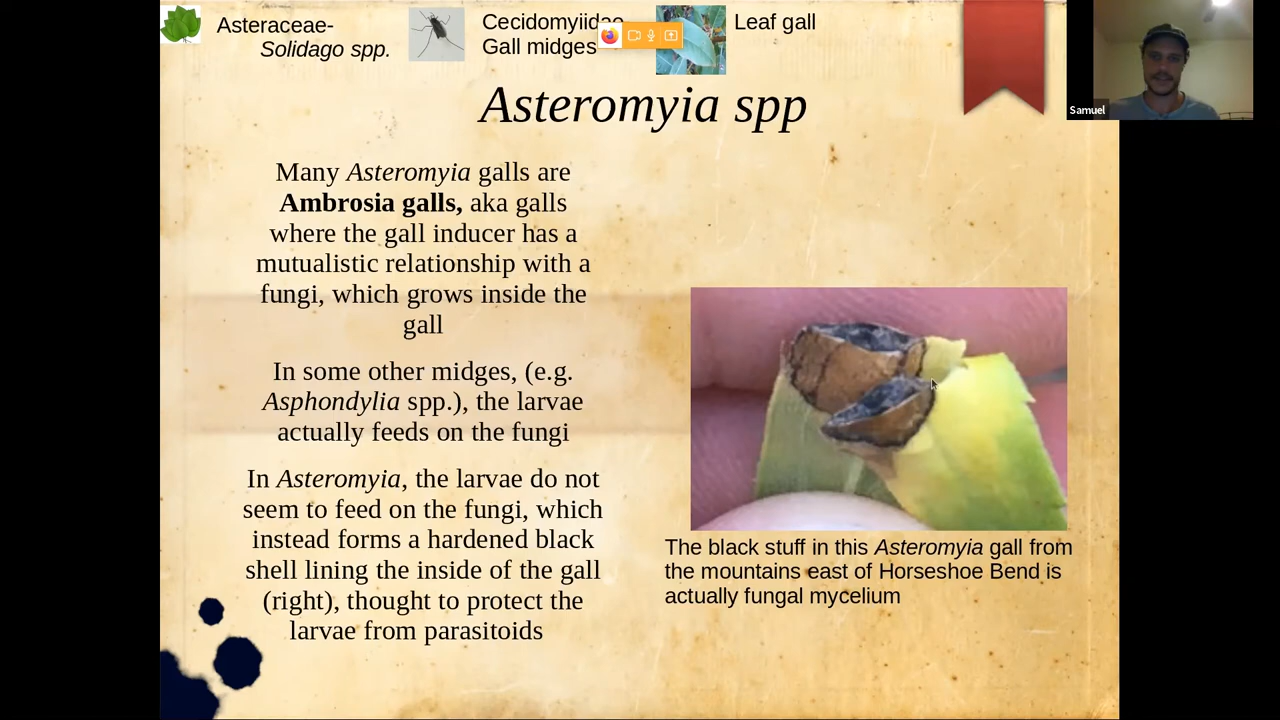 Asteraceae-
Solidago spp.
Cecidomyiidae
Gall midges
Leaf gall
Samuel
Asteromyia spp
Many Asteromyia galls are
Ambrosia galls, aka galls
where the gall inducer has a
mutualistic relationship with a
fungi, which grows inside the
gall
In some other midges, (e.g.
Asphondylia spp.), the larvae
actually feeds on the fungi
In Asteromyia, the larvae do not
seem to feed on the fungi, which
instead forms a hardened black
shell lining the inside of the gall
(right), thought to protect the
larvae from parasitoids
The black stuff in this Asteromyia gall from
the mountains east of Horseshoe Bend is
actually fungal mycelium